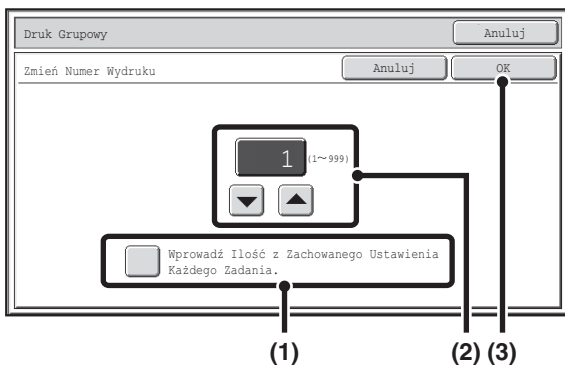 Druk Grupowy
Anuluj
Zmień Numer Wydruku
Anuluj
OK
1
(1~999)
Wprowadź Ilość z Zachowanego Ustawienia
Każdego Zadania.
(1)
(2) (3)